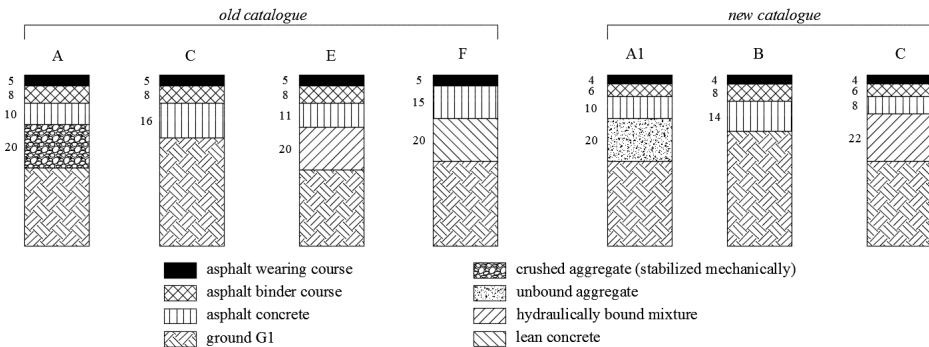 old catalogue
new catalogue
A
C
E
F
A1
B
C
5
8
10
20
5
8
16
5
8
11
20
5
15
20
4
6
10
20
4
8
14
4
6
8
22
asphalt wearing course
asphalt binder course
asphalt concrete
ground G1
crushed aggregate (stabilized mechanically)
unbound aggregate
hydraulically bound mixture
lean concrete